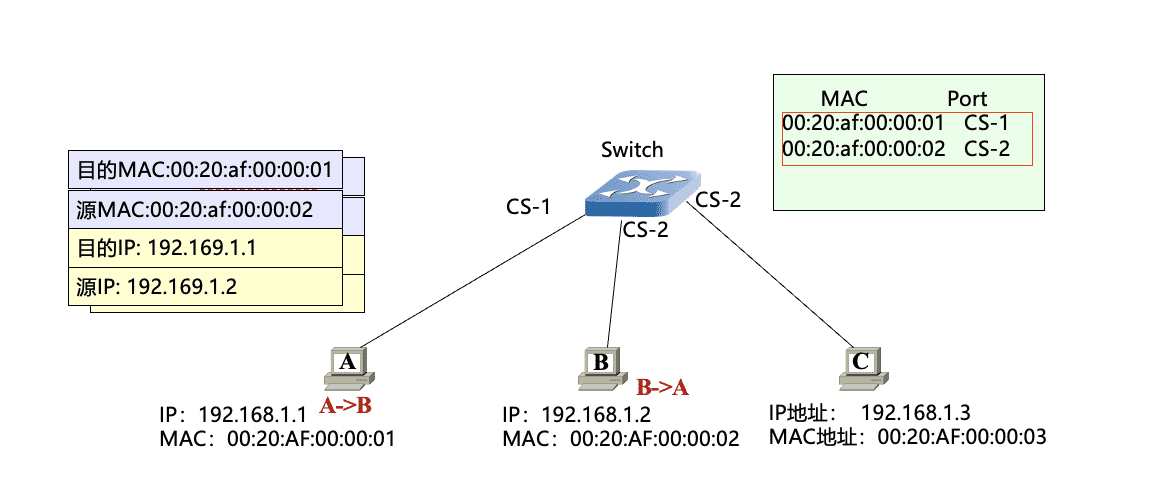 MAC Port
00:20:af:00:00:01 CS-1
00:20:af:00:00:02 CS-2
Switch
目的MAC:00:20:af:00:00:01
源MAC:00:20:af:00:00:02
目的IP: 192.169.1.1
源IP: 192.169.1.2
CS-1
CS-2
CS-2
A
B
C
A->B
B->A
IP：192.168.1.1
MAC：00:20:AF:00:00:01
IP：192.168.1.2
MAC：00:20:AF:00:00:02
IP地址： 192.168.1.3
MAC地址：00:20:AF:00:00:03